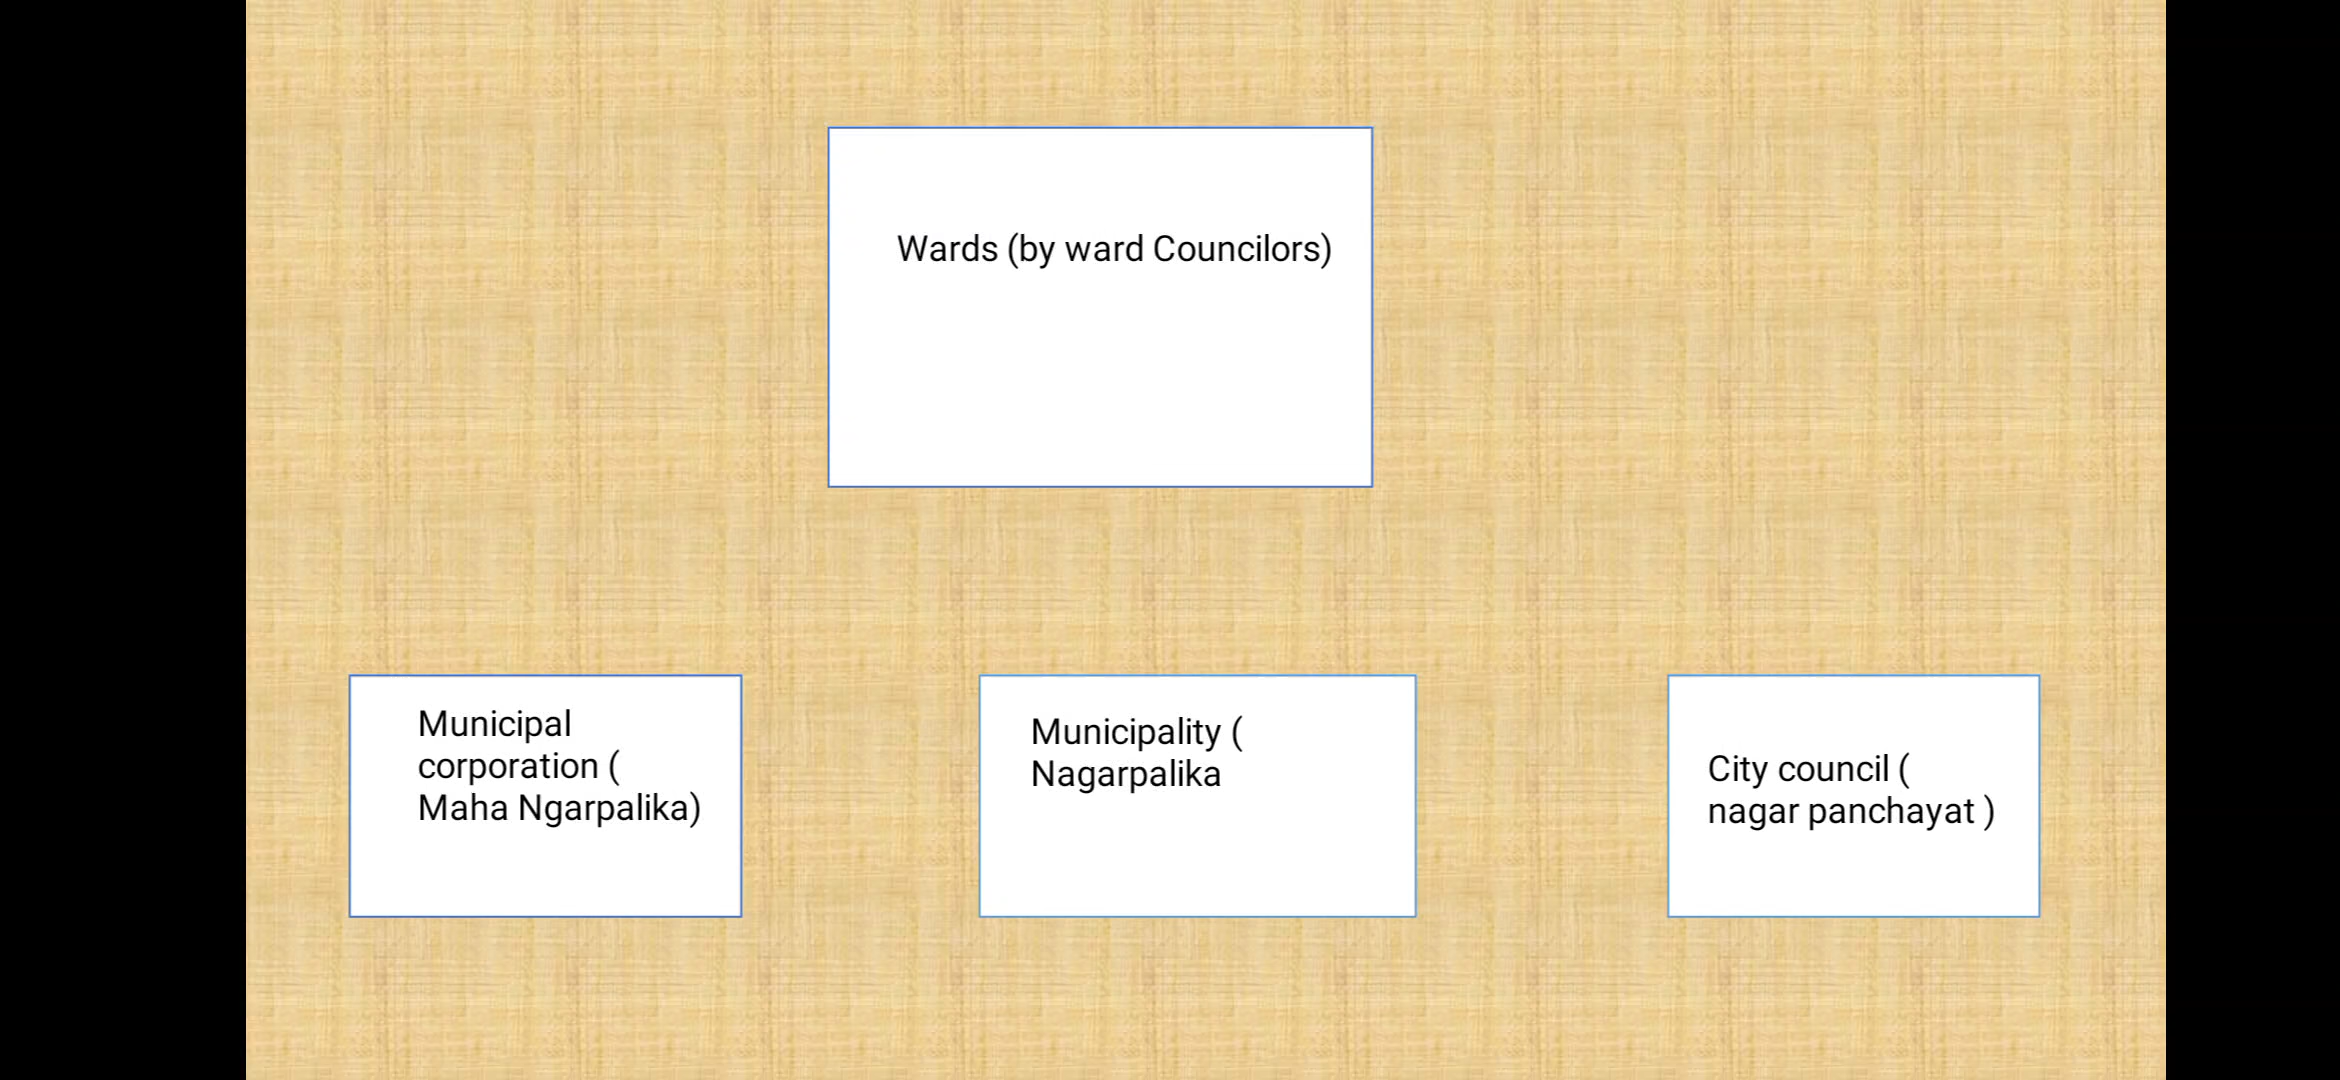 Wards (by ward Councilors)
Municipal
corporation (
Maha Ngarpalika)
Municipality (
Nagarpalika
City council (
nagar panchayat )